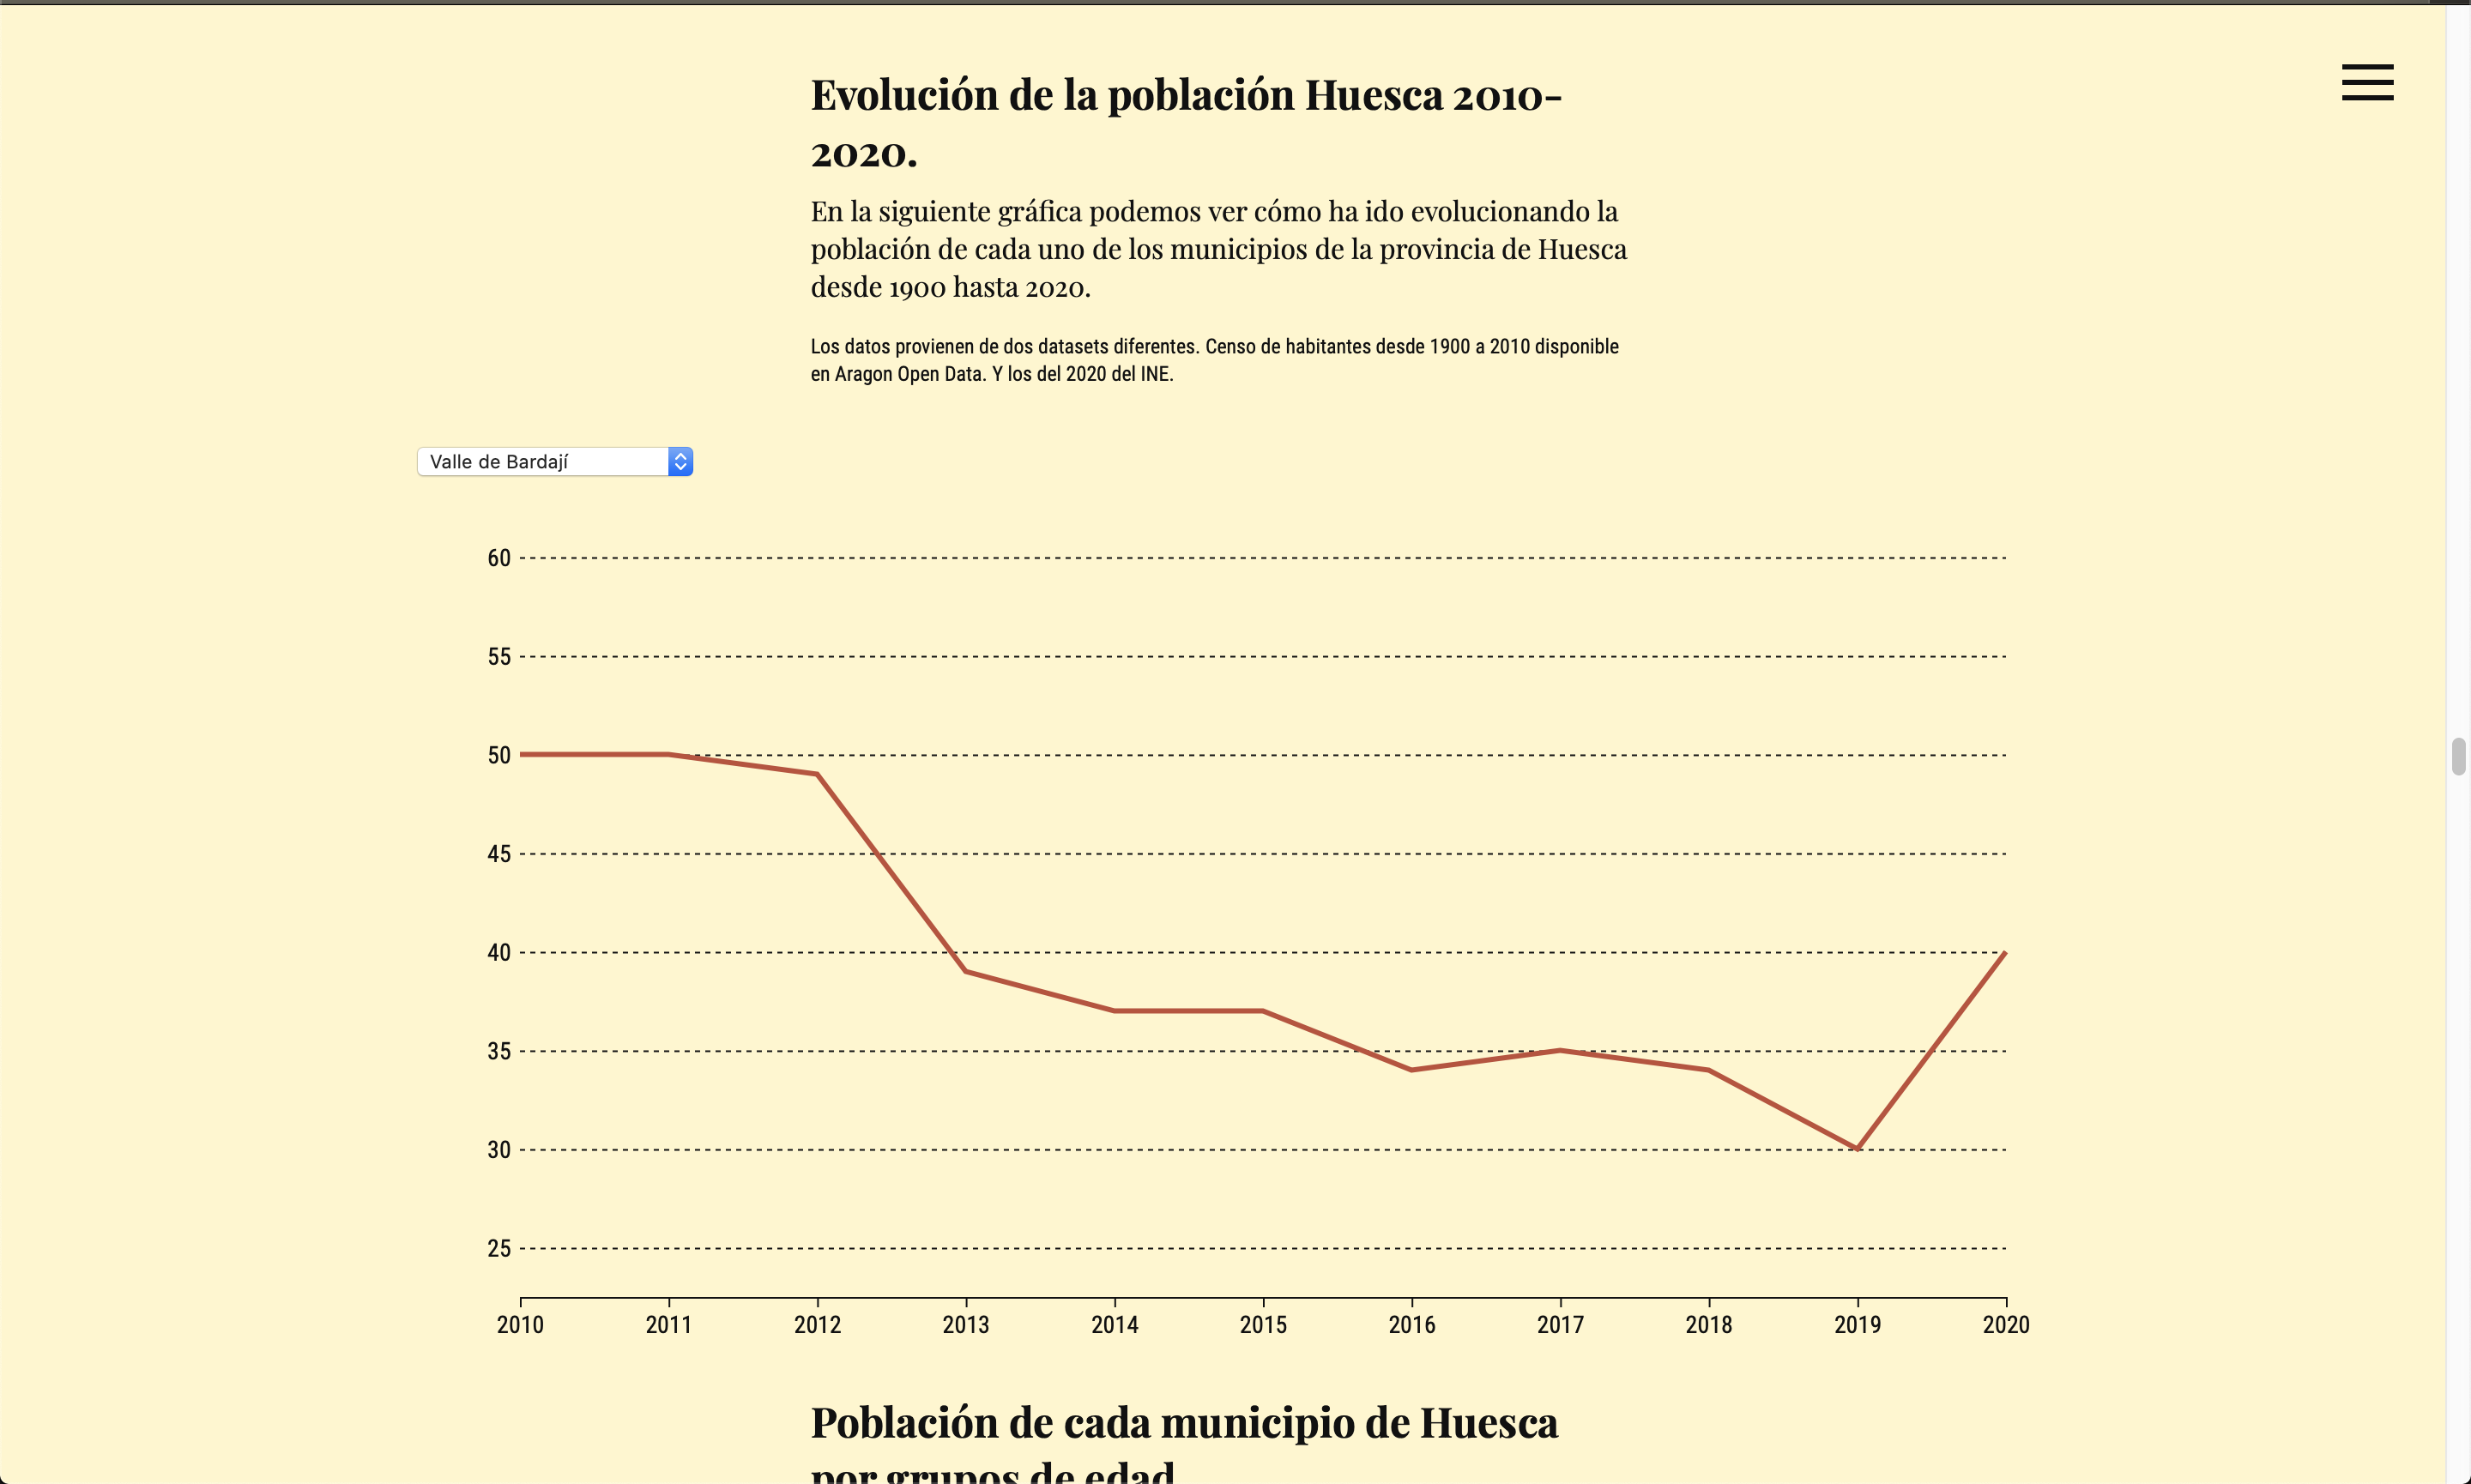 Evolución de la población Huesca 2010-
2020.
En la siguiente gráfica podemos ver cómo ha ido evolucionando la
población de cada uno de los municipios de la provincia de Huesca
desde 1900 hasta 2020.
Los datos provienen de dos datasets diferentes. Censo de habitantes desde 1900 a 2010 disponible
en Aragon Open Data. Y los del 2020 del INE.
Valle de Bardají
60
55
50
45
40
35
30
25
2010 2011 2012 2013 2014 2015 2016 2017 2018 2019 2020
Población de cada municipio de Huesca
por grupos de edad